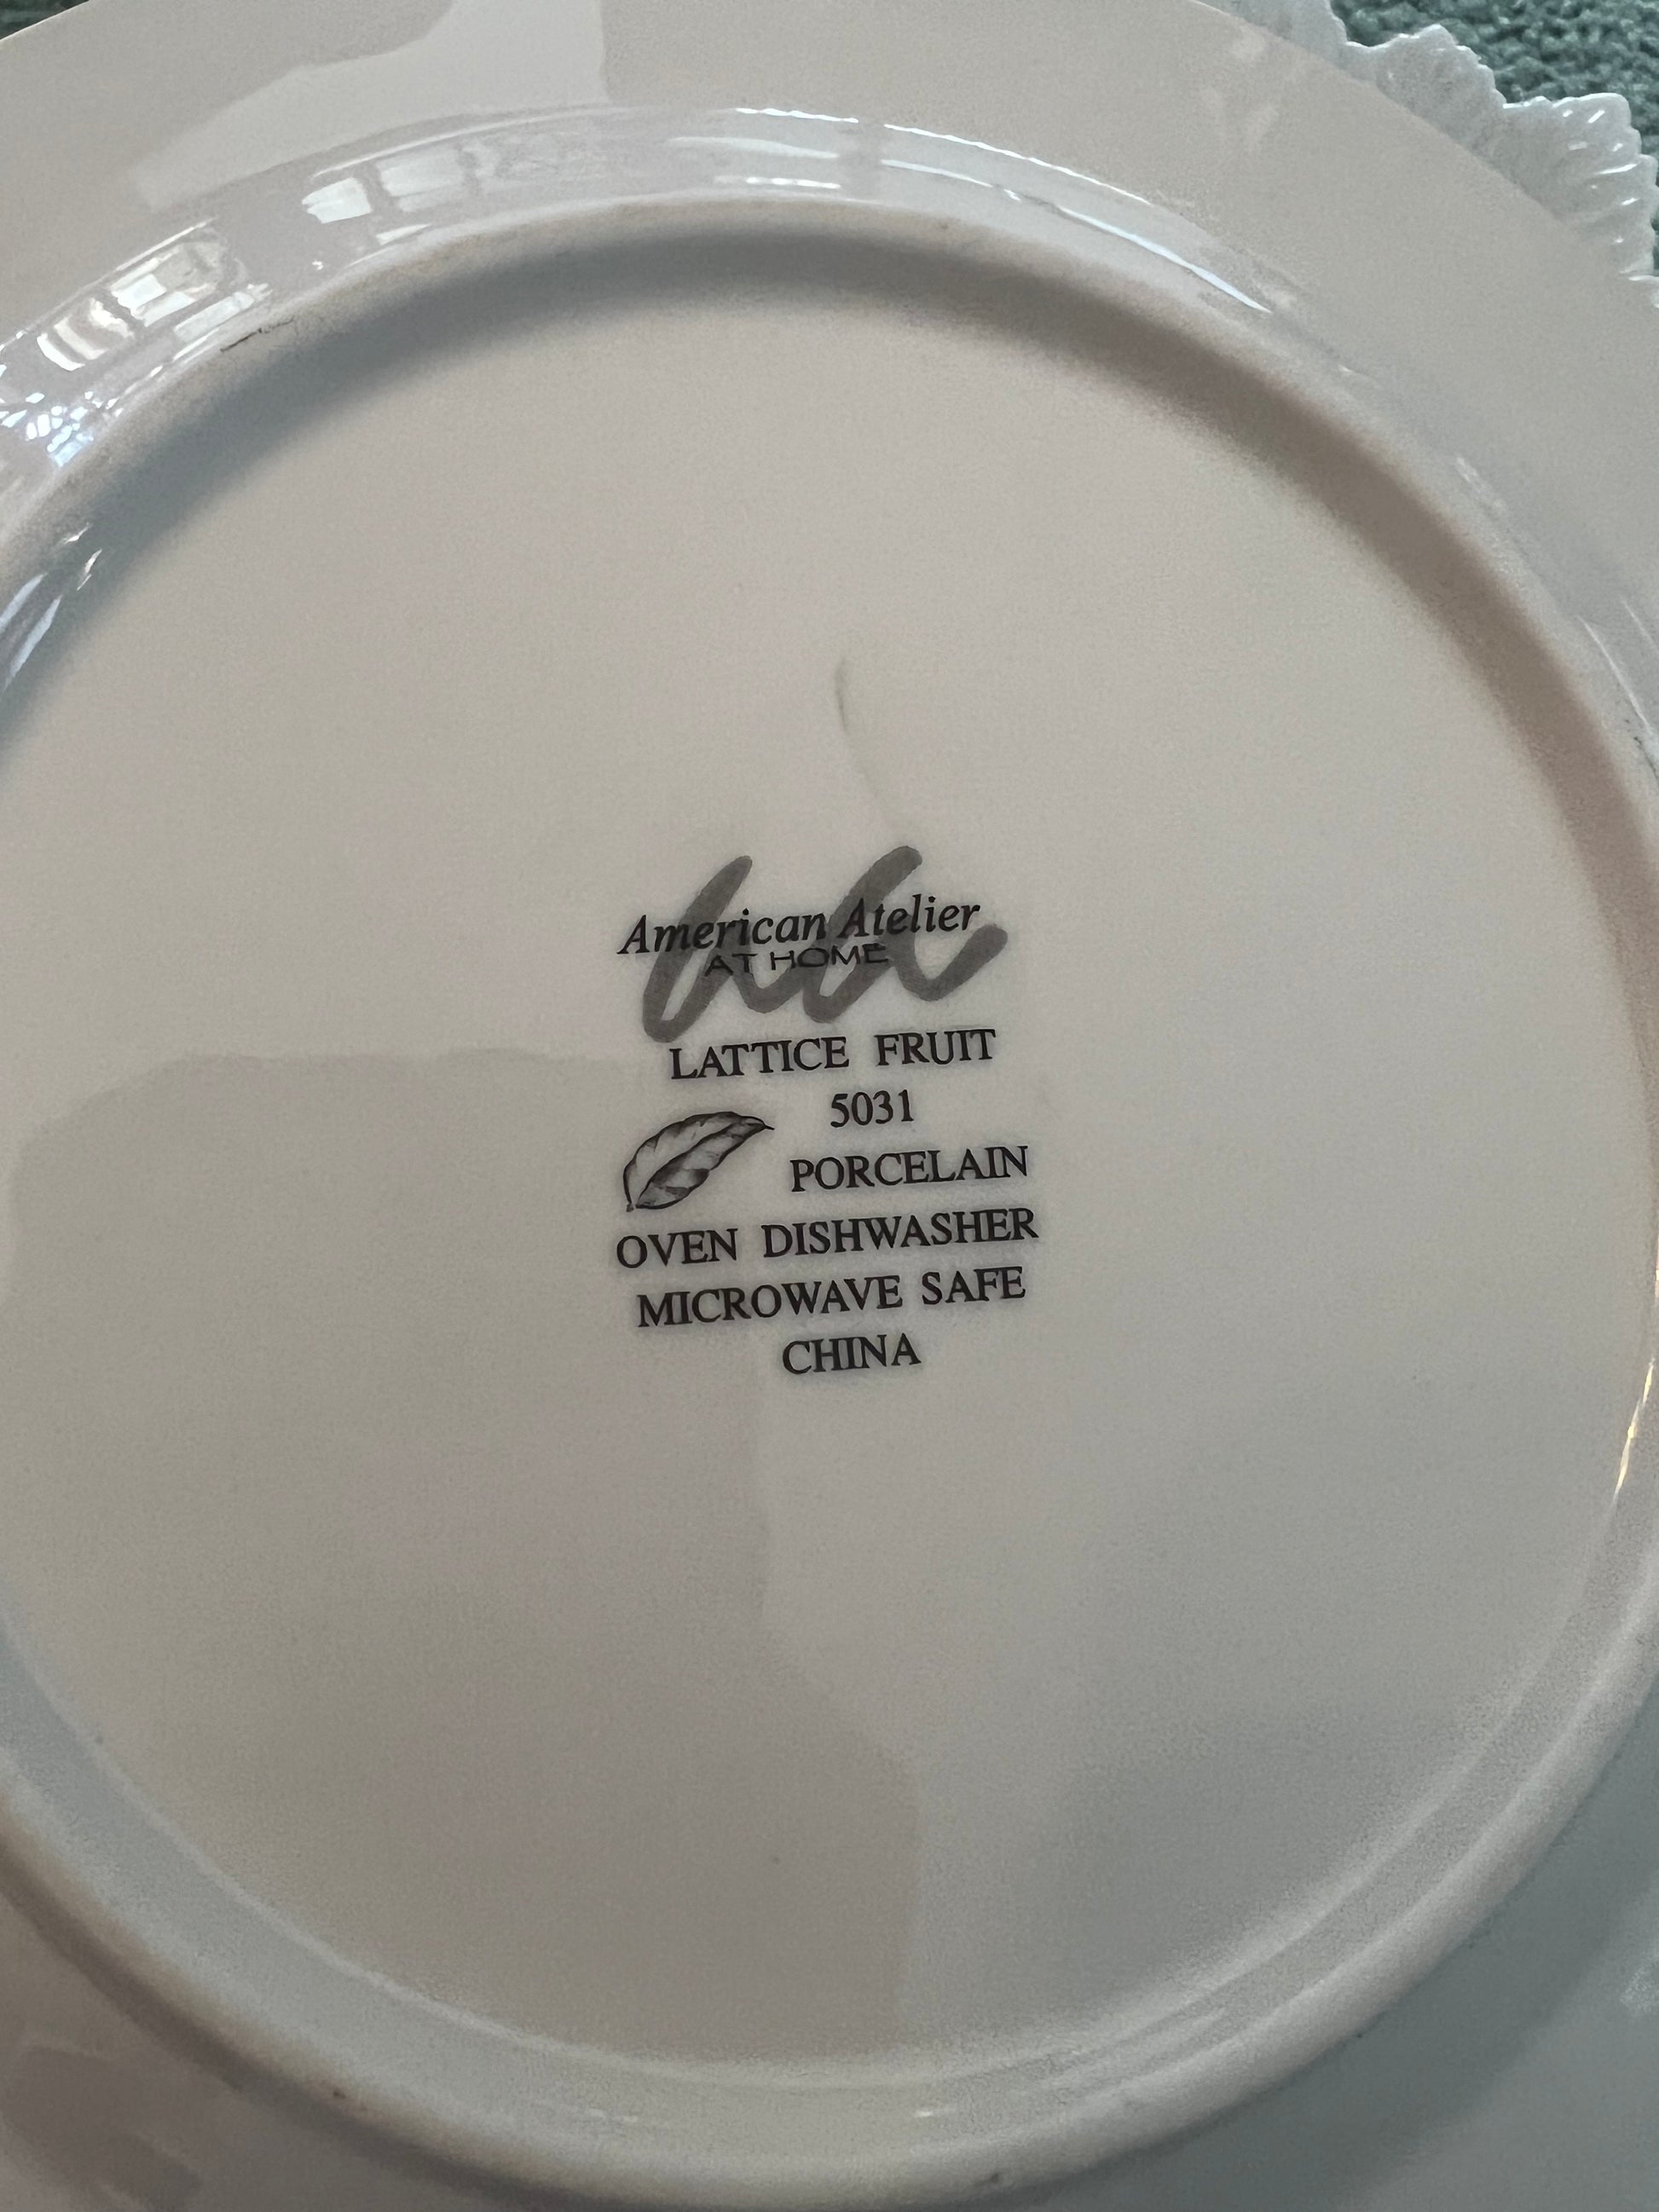 American Atelier
AT HOME
LATTICE FRUIT
5031
PORCELAIN
OVEN DISHWASHER
MICROWAVE SAFE
CHINA